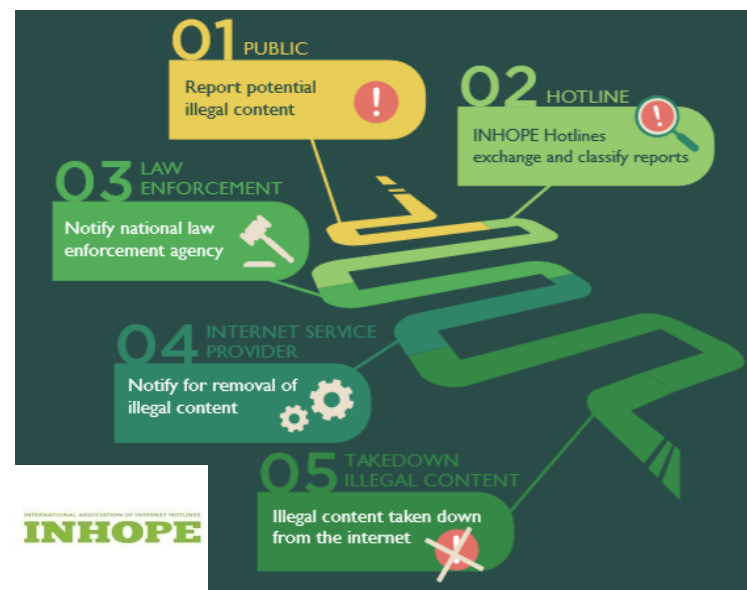 01 PUBLIC
Report potential
illegal content
02 HOTLINE
INHOPE Hotlines
exchange and classify reports
03 LAW
ENFORCEMENT
Notify national law
enforcement agency
04 INTERNET SERVICE
PROVIDER
Notify for removal of
illegal content
05 TAKEDOWN
ILLEGAL CONTENT
Illegal content taken down
from the internet
INTERNATIONAL ASSOCIATION OF INTERNET HOTLINES
INHOPE